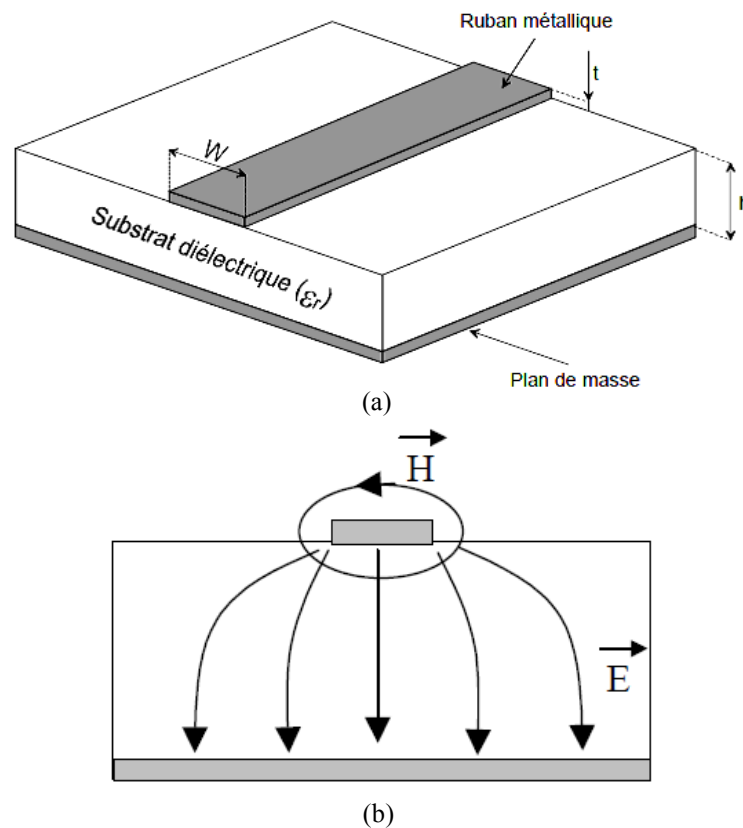 Ruban métallique
t
W
h
Substrat diélectrique (εr)
Plan de masse
(a)
H
E
(b)